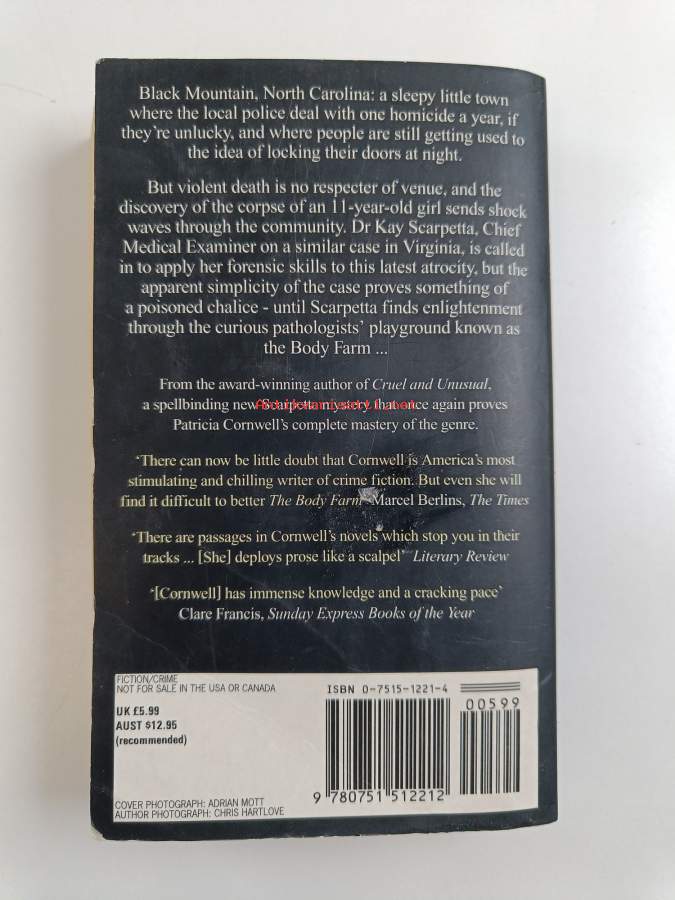 Black Mountain, North Carolina: a sleepy little town
where the local police deal with one homicide a year, if
they're unlucky, and where people are still getting used to
the idea of locking their doors at night.
But violent death is no respecter of venue, and the
discovery of the corpse of an 11-year-old girl sends shock
waves through the community. Dr Kay Scarpetta, Chief
Medical Examiner on a similar case in Virginia, is called
in to apply her forensic skills to this latest atrocity, but the
apparent simplicity of the case proves something of
a poisoned chalice - until Scarpetta finds enlightenment
through the curious pathologists' playground known as
the Body Farm ...
From the award-winning author of Cruel and Unusual,
a spellbinding new Scarpetta mystery that once again proves
Patricia Cornwell's complete mastery of the genre.
'There can now be little doubt that Cornwell is America's most
stimulating and chilling writer of crime fiction. But even she will
find it difficult to better The Body Farm' Marcel Berlins, The Times
'There are passages in Cornwell's novels which stop you in their
tracks ... [She] deploys prose like a scalpel' Literary Review
'[Cornwell] has immense knowledge and a cracking pace'
Clare Francis, Sunday Express Books of the Year
FICTION/CRIME
NOT FOR SALE IN THE USA OR CANADA
UK £5.99
AUST $12.95
(recommended)
COVER PHOTOGRAPH: ADRIAN MOTT
AUTHOR PHOTOGRAPH: CHRIS HARTLOVE
ISBN 0-7515-1221-4
00599
9 780751 512212